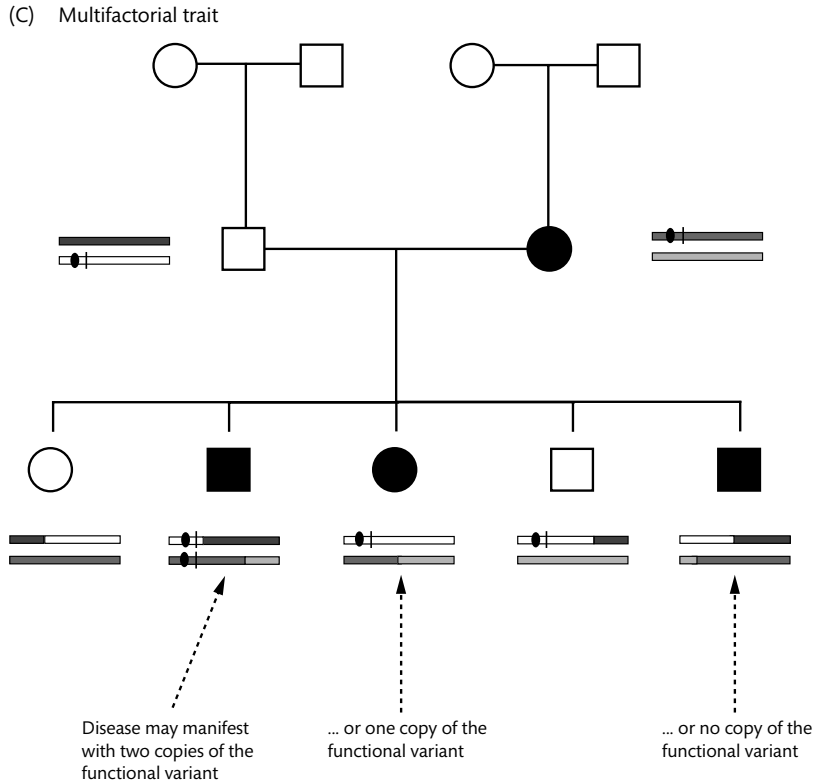 (C) Multifactorial trait
Disease may manifest
with two copies of the
functional variant
... or one copy of the
functional variant
... or no copy of the
functional variant